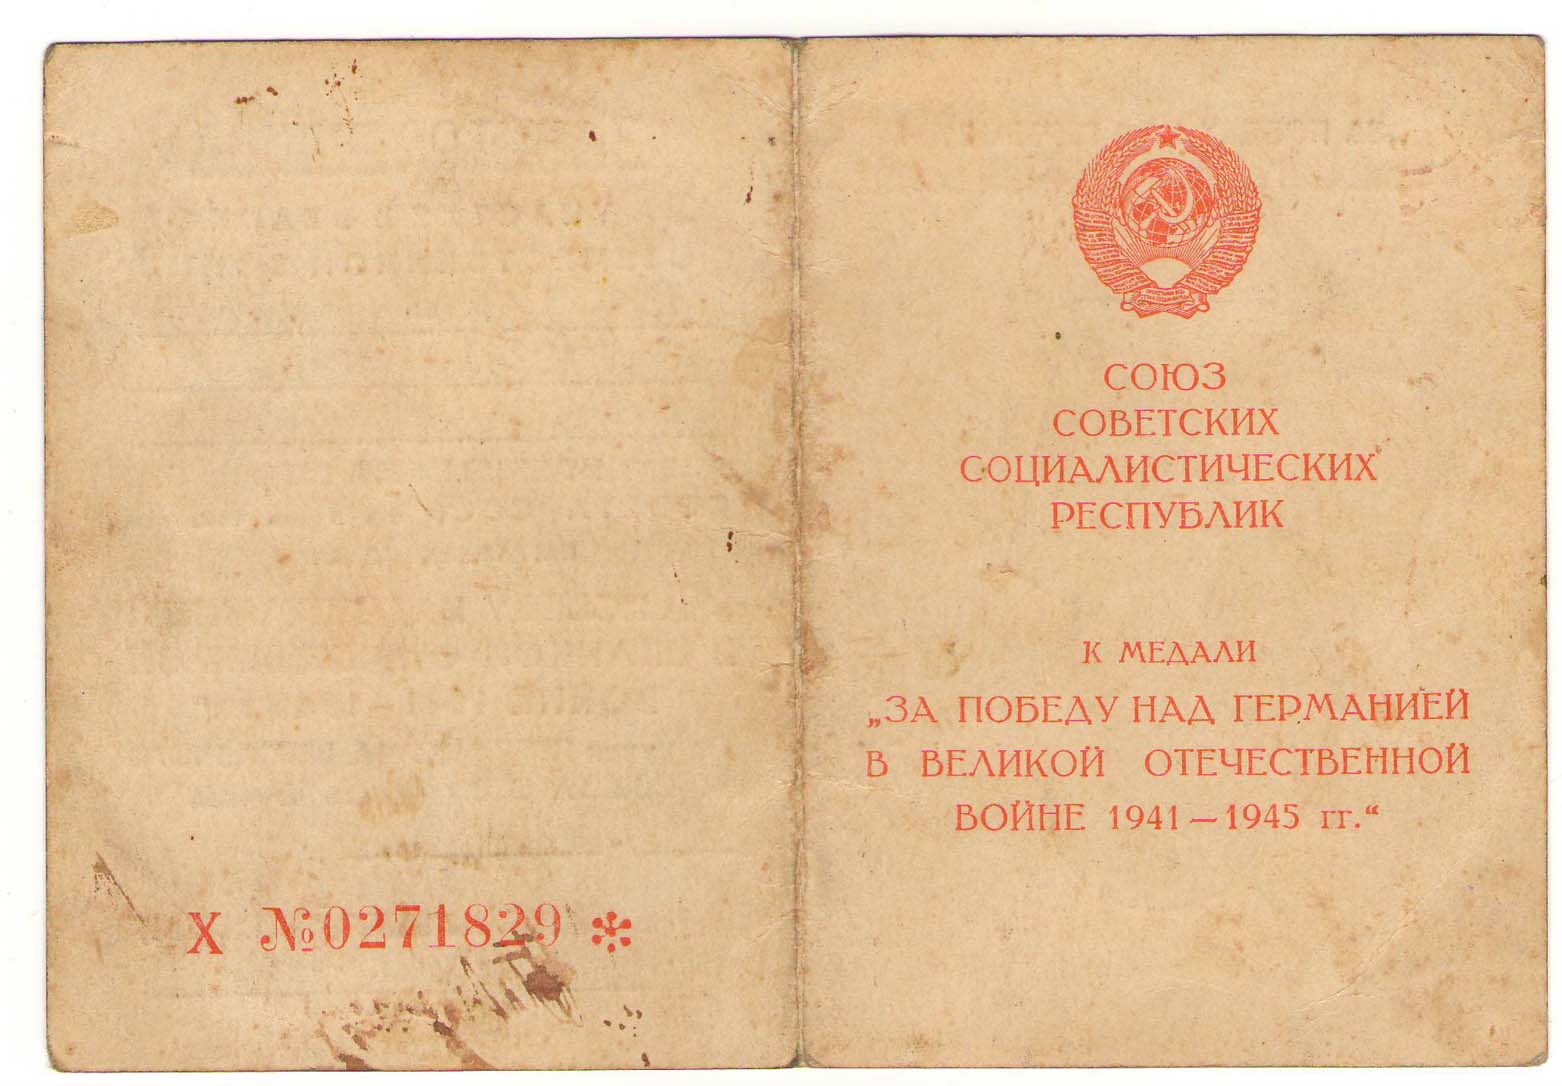 Х №0271829 *
СОЮЗ
СОВЕТСКИХ
СОЦИАЛИСТИЧЕСКИХ
РЕСПУБЛИК
К МЕДАЛИ
„ЗА ПОБЕДУ НАД ГЕРМАНИЕЙ
В ВЕЛИКОЙ ОТЕЧЕСТВЕННОЙ
ВОЙНЕ 1941—1945 гг.“